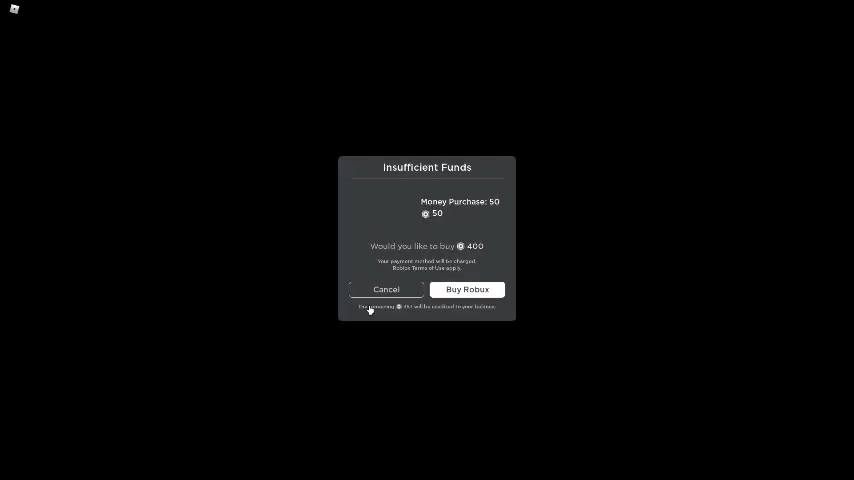 Insufficient Funds
Money Purchase: 50
50
Would you like to buy 400
Your payment method will be charged.
Roblox Terms of Use apply.
Cancel
Buy Robux
will be credited to your balance.